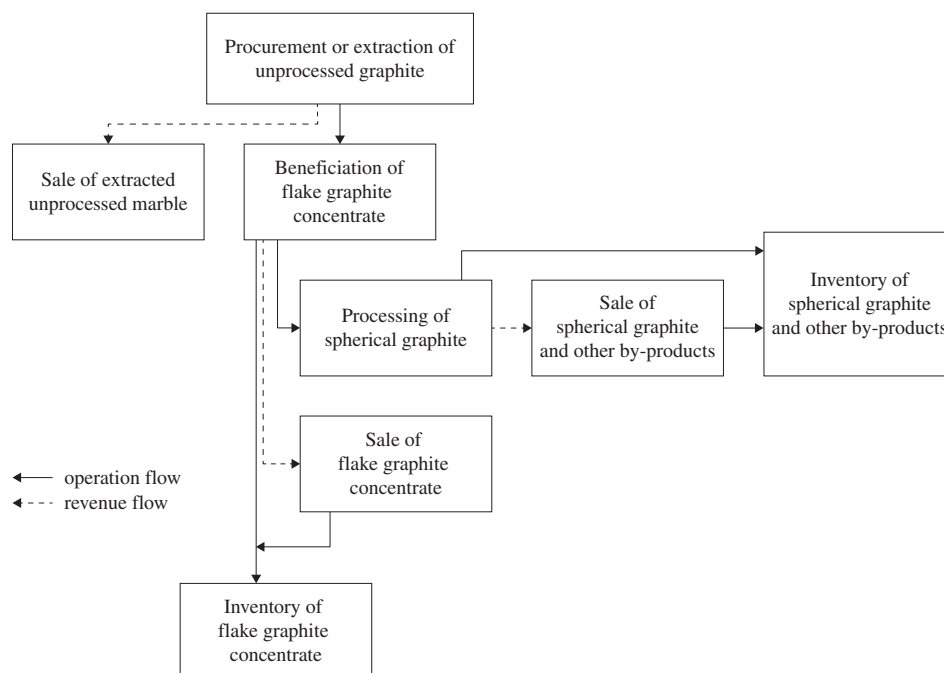 Procurement or extraction of
unprocessed graphite
Sale of extracted
unprocessed marble
Beneficiation of
flake graphite
concentrate
Processing of
spherical graphite
Sale of
spherical graphite
and other by-products
Inventory of
spherical graphite
and other by-products
Sale of
flake graphite
concentrate
operation flow
revenue flow
Inventory of
flake graphite
concentrate